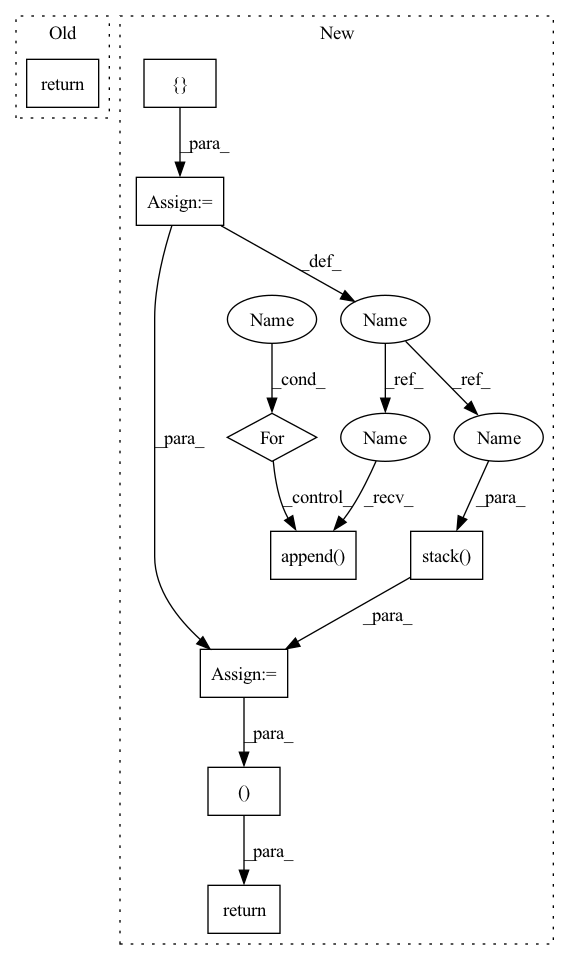 Old
New
return
{}
_para_
Assign:=
_def_
Name
Name
_cond_
_ref_
_ref_
_para_
For
Name
Name
_control_
_recv_
_para_
append()
stack()
_para_
Assign:=
_para_
()
_para_
return